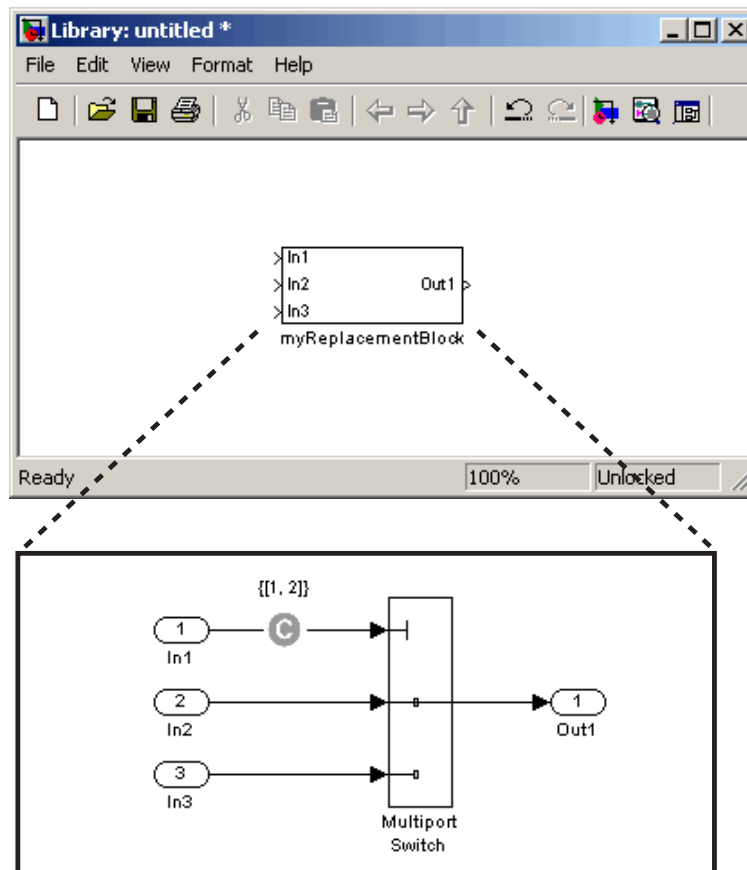 Library: untitled *
File Edit View Format Help
In1
In2 Out1
In3
myReplacementBlock
Ready 100% Unlocked
{[1, 2]}
1 C
In1
2 1
In2 Out1
3
In3
Multiport
Switch